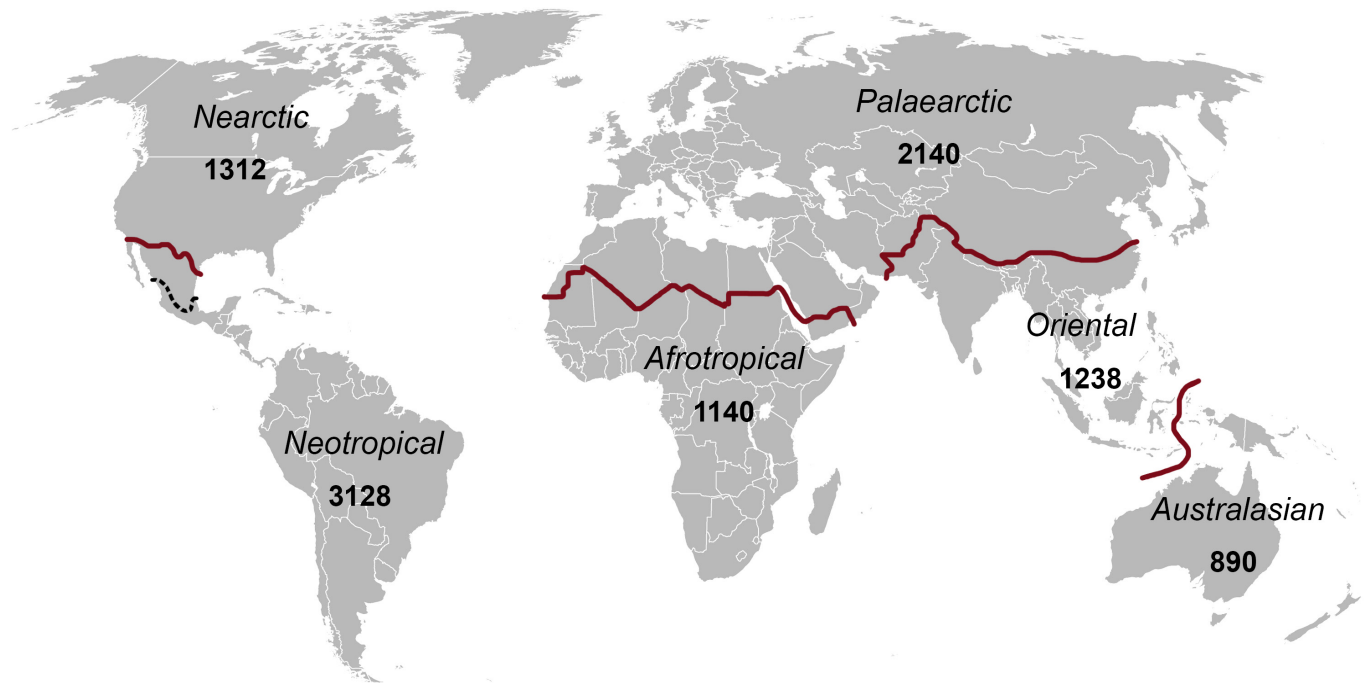 Nearctic
1312
Palaearctic
2140
Oriental
1238
Afrotropical
1140
Neotropical
3128
Australasian
890